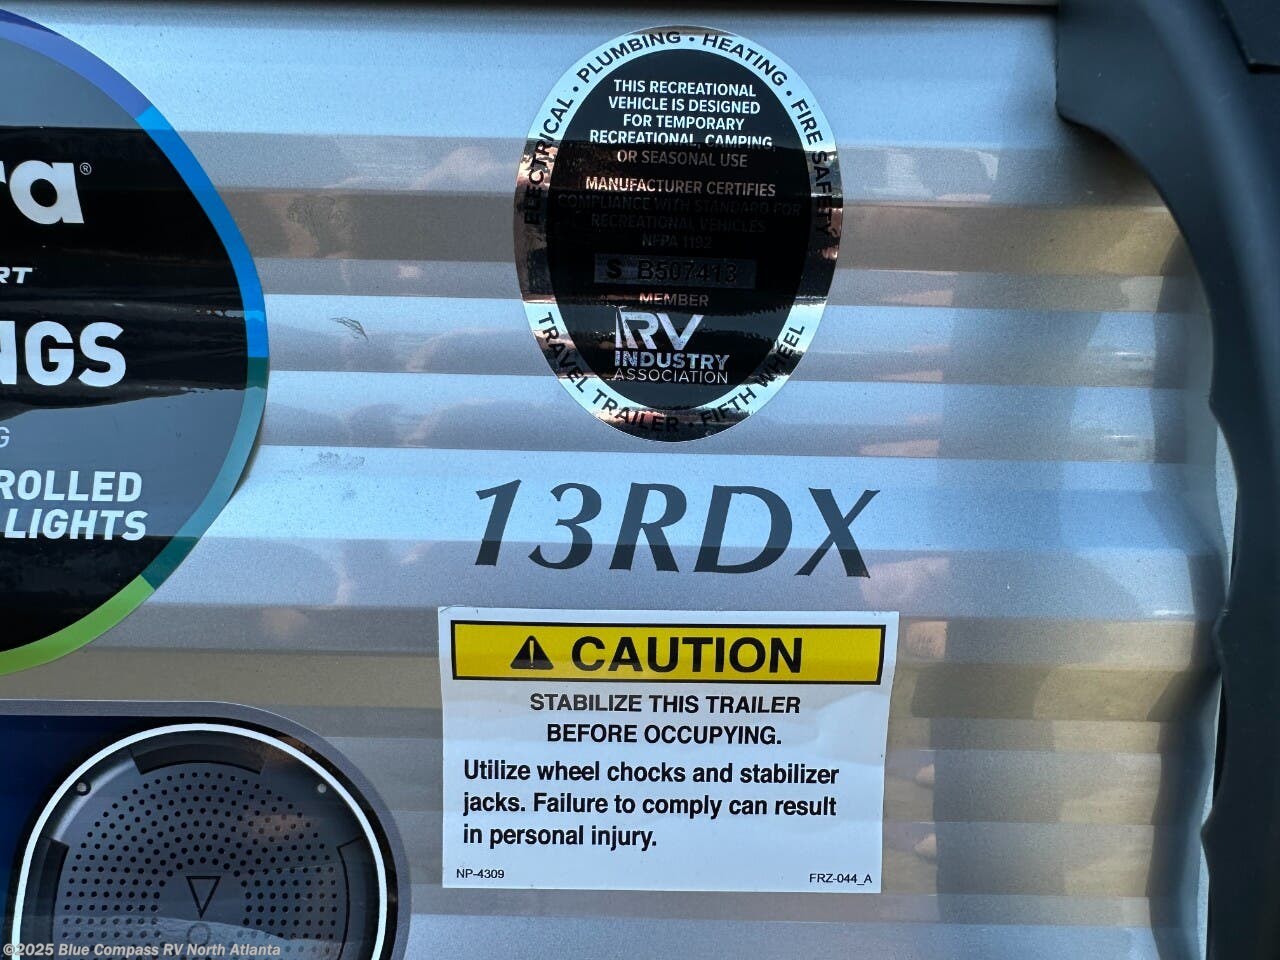 ra®
RT
NGS
G
ROLLED
LIGHTS
ELECTRICAL • PLUMBING • HEATING • FIRE SAFETY
THIS RECREATIONAL
VEHICLE IS DESIGNED
FOR TEMPORARY
RECREATIONAL, CAMPING,
OR SEASONAL USE
MANUFACTURER CERTIFIES
COMPLIANCE WITH STANDARD FOR
RECREATIONAL VEHICLES
NFPA 1192
S B507413
MEMBER
RV
INDUSTRY
ASSOCIATION
TRAVEL TRAILER • FIFTH WHEEL
13RDX
CAUTION
STABILIZE THIS TRAILER
BEFORE OCCUPYING.
Utilize wheel chocks and stabilizer
jacks. Failure to comply can result
in personal injury.
NP-4309 FRZ-044_A
©2025 Blue Compass RV North Atlanta